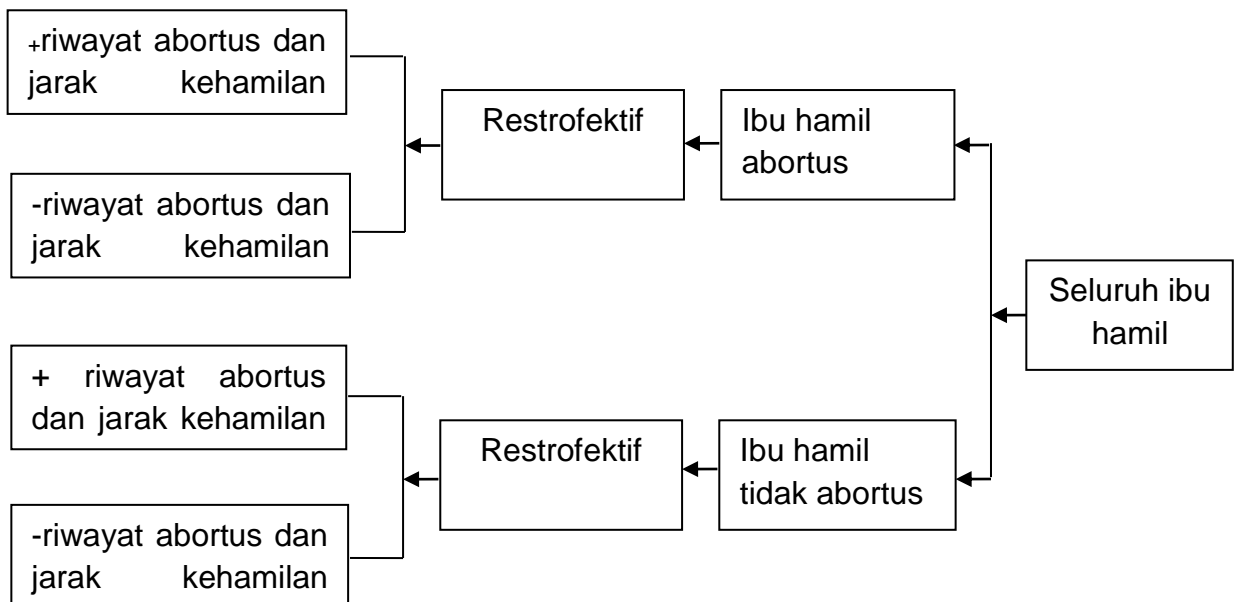 +riwayat abortus dan
jarak kehamilan
Restrofektif
Ibu hamil
abortus
-riwayat abortus dan
jarak kehamilan
Seluruh ibu
hamil
+ riwayat abortus
dan jarak kehamilan
Restrofektif
Ibu hamil
tidak abortus
-riwayat abortus dan
jarak kehamilan